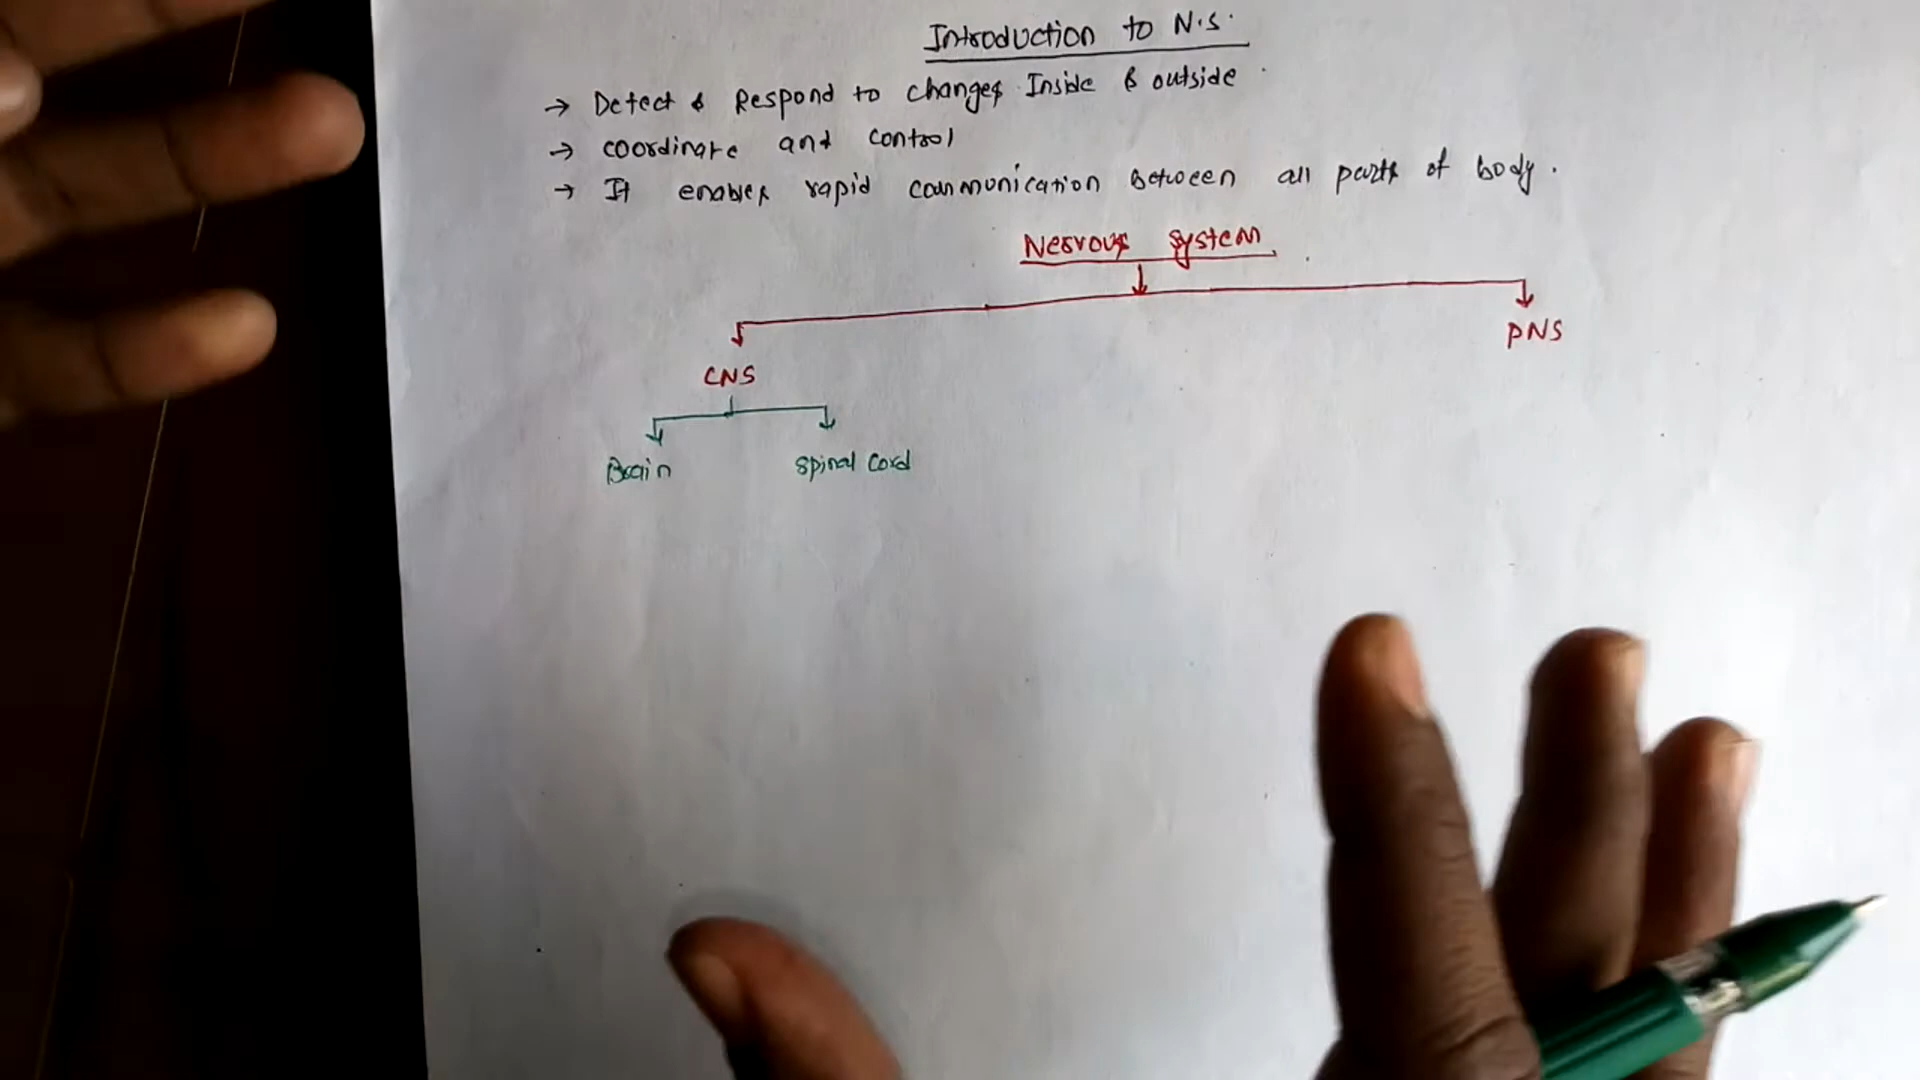 Introduction to N.S.
→ Detect & Respond to changes Inside & outside
→ coordinate and control
→ It enables rapid communication Between all parts of body.
Nervous system
PNS
CNS
Brain Spinal Cord